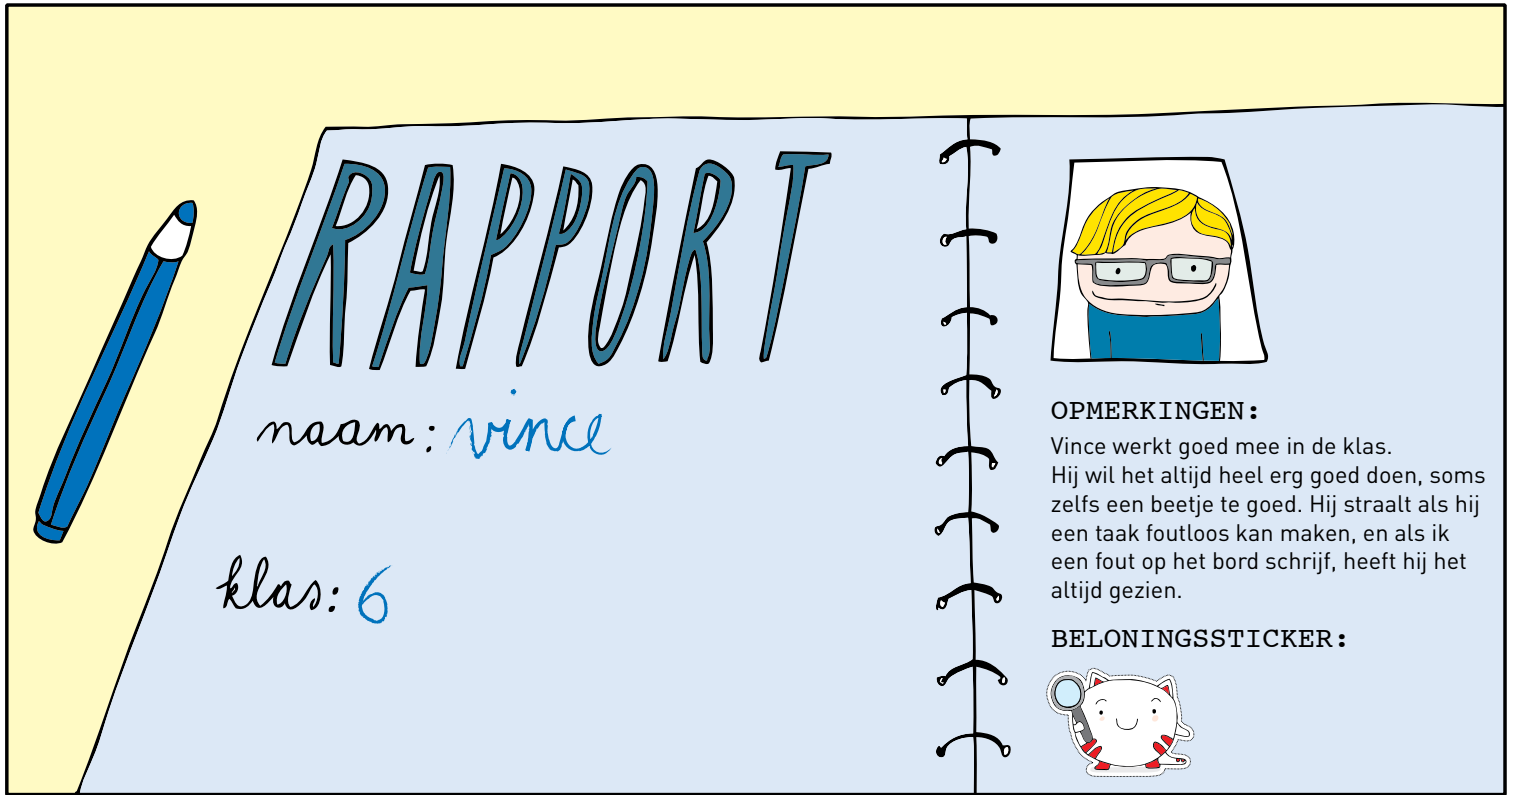 RAPPORT
naam: vince
klas: 6
OPMERKINGEN:
Vince werkt goed mee in de klas.
Hij wil het altijd heel erg goed doen, soms
zelfs een beetje te goed. Hij straalt als hij
een taak foutloos kan maken, en als ik
een fout op het bord schrijf, heeft hij het
altijd gezien.
BELONINGSSTICKER: